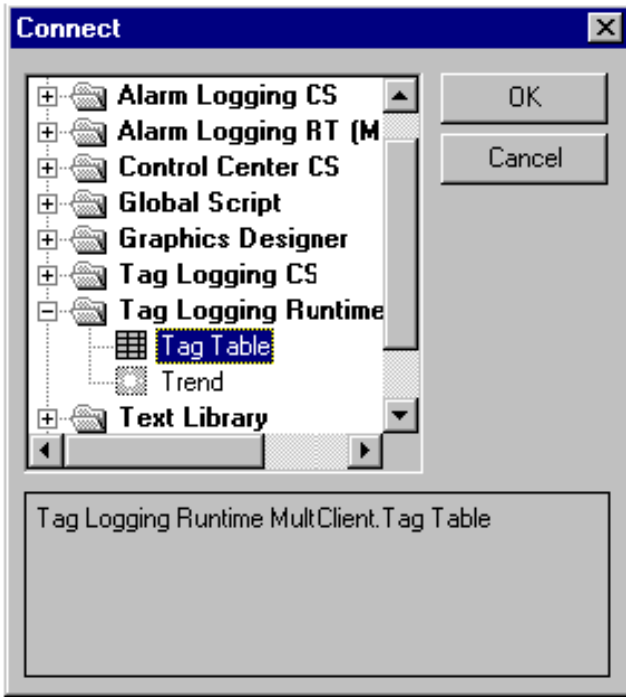 Connect
Alarm Logging CS
Alarm Logging RT (M
Control Center CS
Global Script
Graphics Designer
Tag Logging CS
Tag Logging Runtime
Tag Table
Trend
Text Library
OK
Cancel
Tag Logging Runtime MultClient.Tag Table